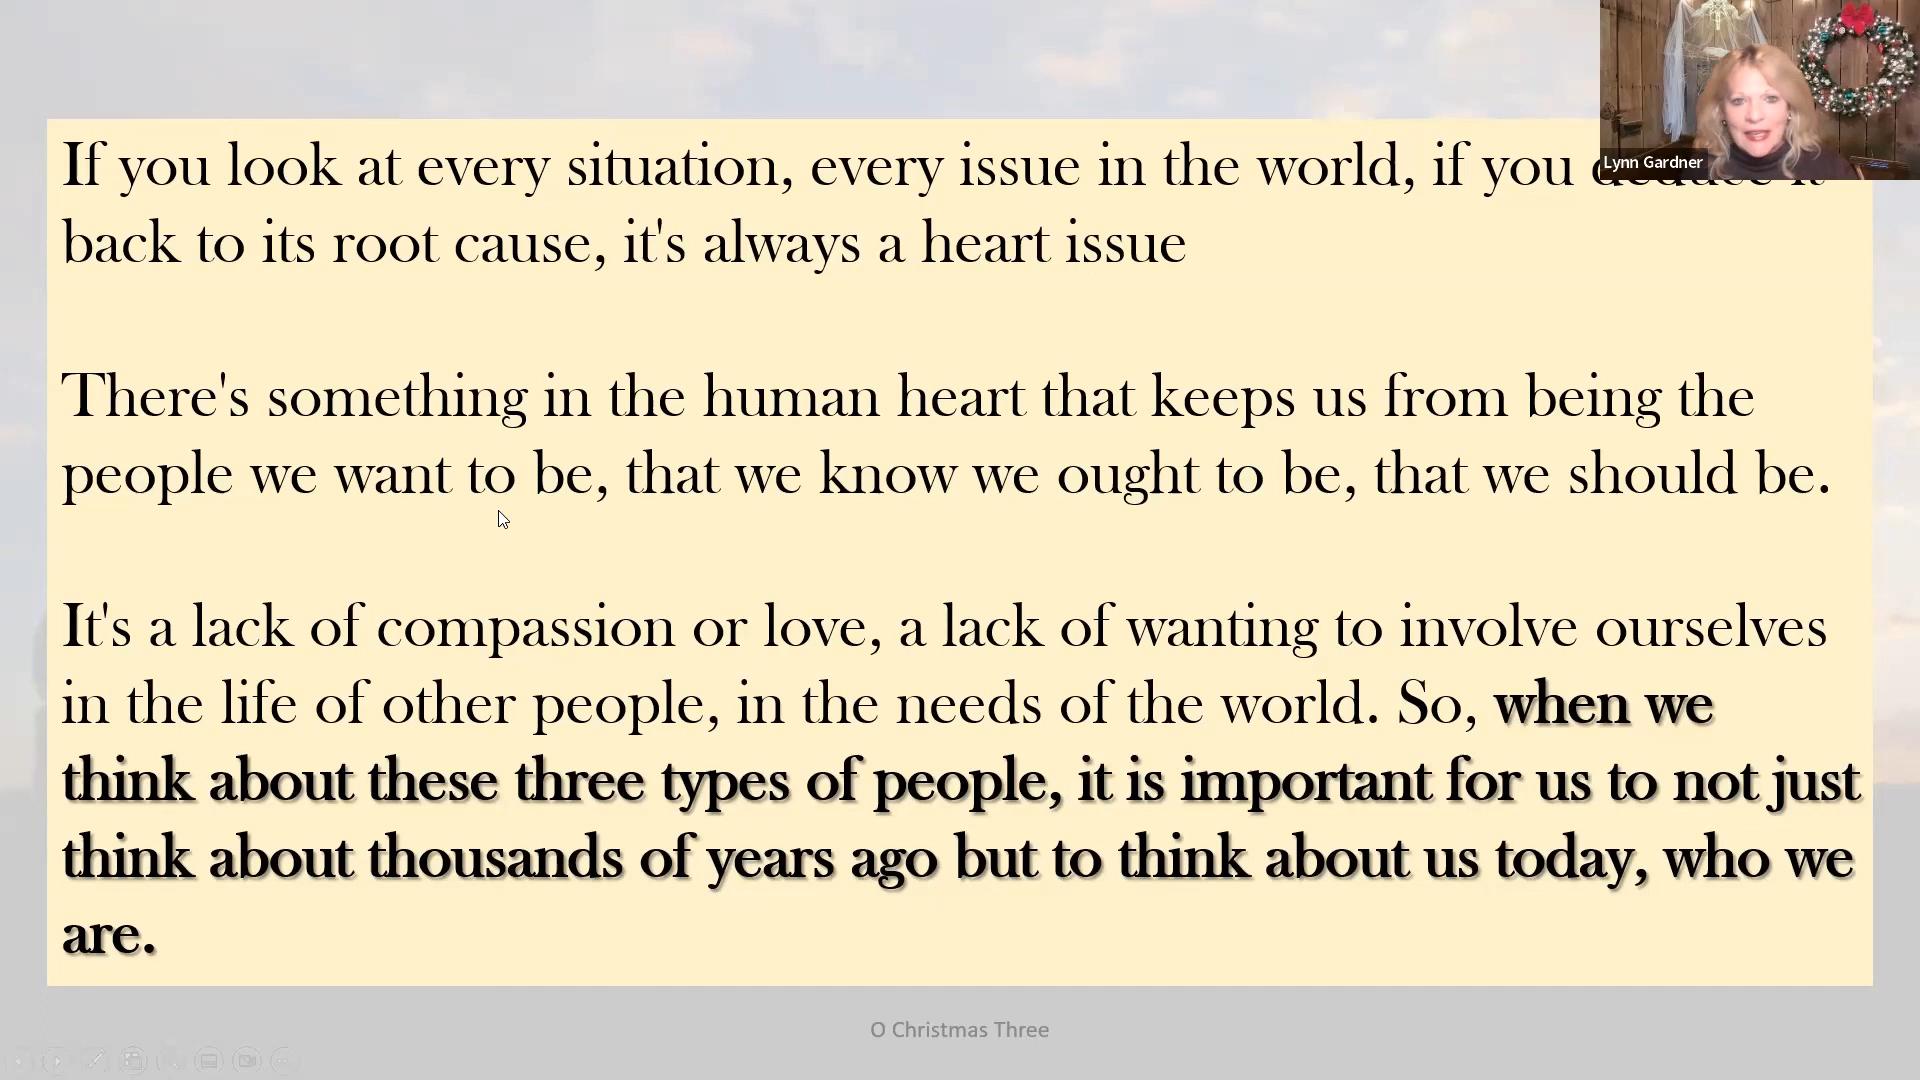 If you look at every situation, every issue in the world, if you
back to its root cause, it's always a heart issue
There's something in the human heart that keeps us from being the
people we want to be, that we know we ought to be, that we should be.
It's a lack of compassion or love, a lack of wanting to involve ourselves
in the life of other people, in the needs of the world. So, when we
think about these three types of people, it is important for us to not just
think about thousands of years ago but to think about us today, who we
are.
Lynn Gardner
O Christmas Three